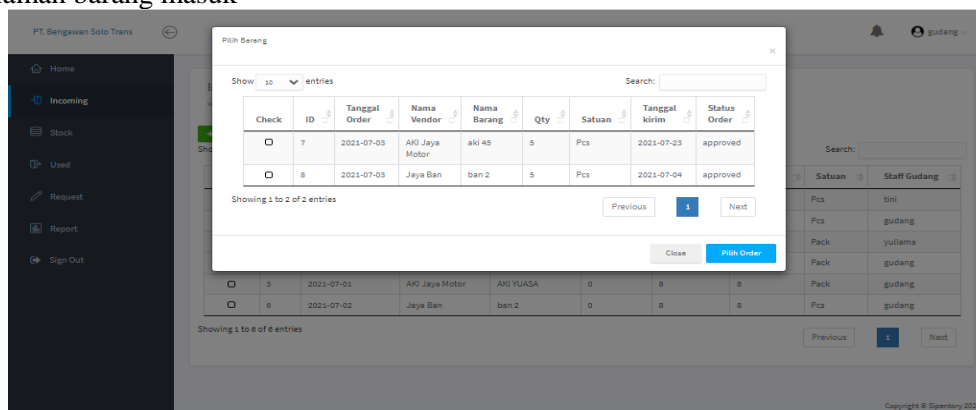 PT. Bengawan Solo Trans
gudang
Home
Incoming
Stock
Used
Request
Report
Sign Out
Pilih Barang
×
Show 10 entries
Search:
Check ID Tanggal Order Nama Vendor Nama Barang Qty Satuan Tanggal kirim Status Order
7 2021-07-03 AKI Jaya Motor aki 45 5 Pcs 2021-07-23 approved
8 2021-07-03 Jaya Ban ban 2 5 Pcs 2021-07-04 approved
Showing 1 to 2 of 2 entries
Previous 1 Next
Close Pilih Order
Search:
Satuan Staff Gudang
Pcs tini
Pcs gudang
Pack yuliama
Pack gudang
3 2021-07-01 AKI Jaya Motor AKI YUASA 0 8 8 Pack gudang
6 2021-07-02 Jaya Ban ban 2 0 8 8 Pcs gudang
Showing 1 to 6 of 6 entries
Previous 1 Next